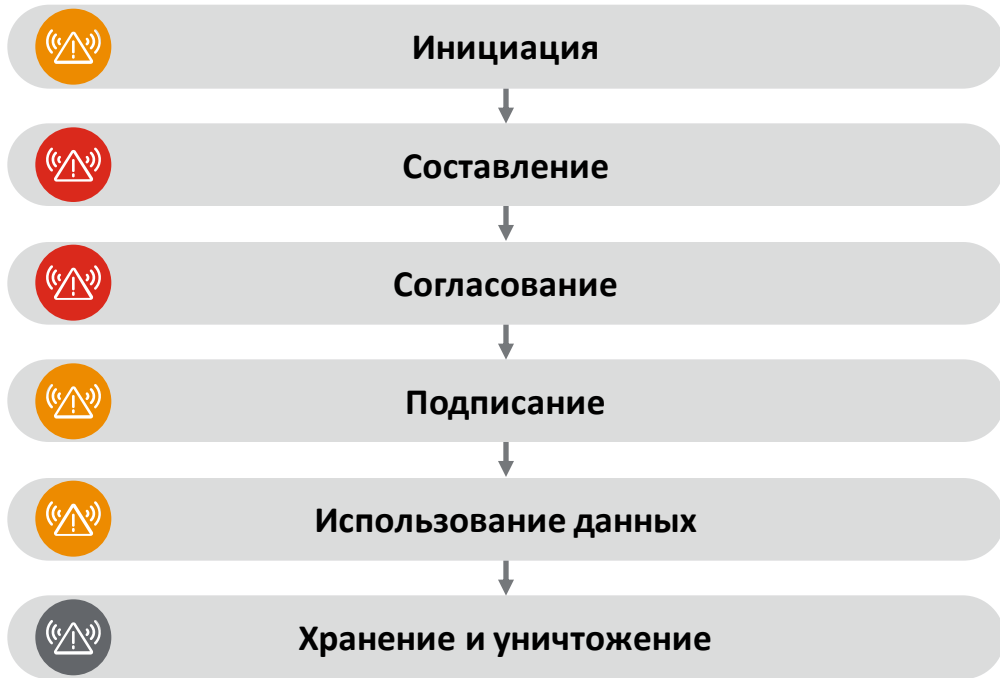 Инициация
Составление
Согласование
Подписание
Использование данных
Хранение и уничтожение